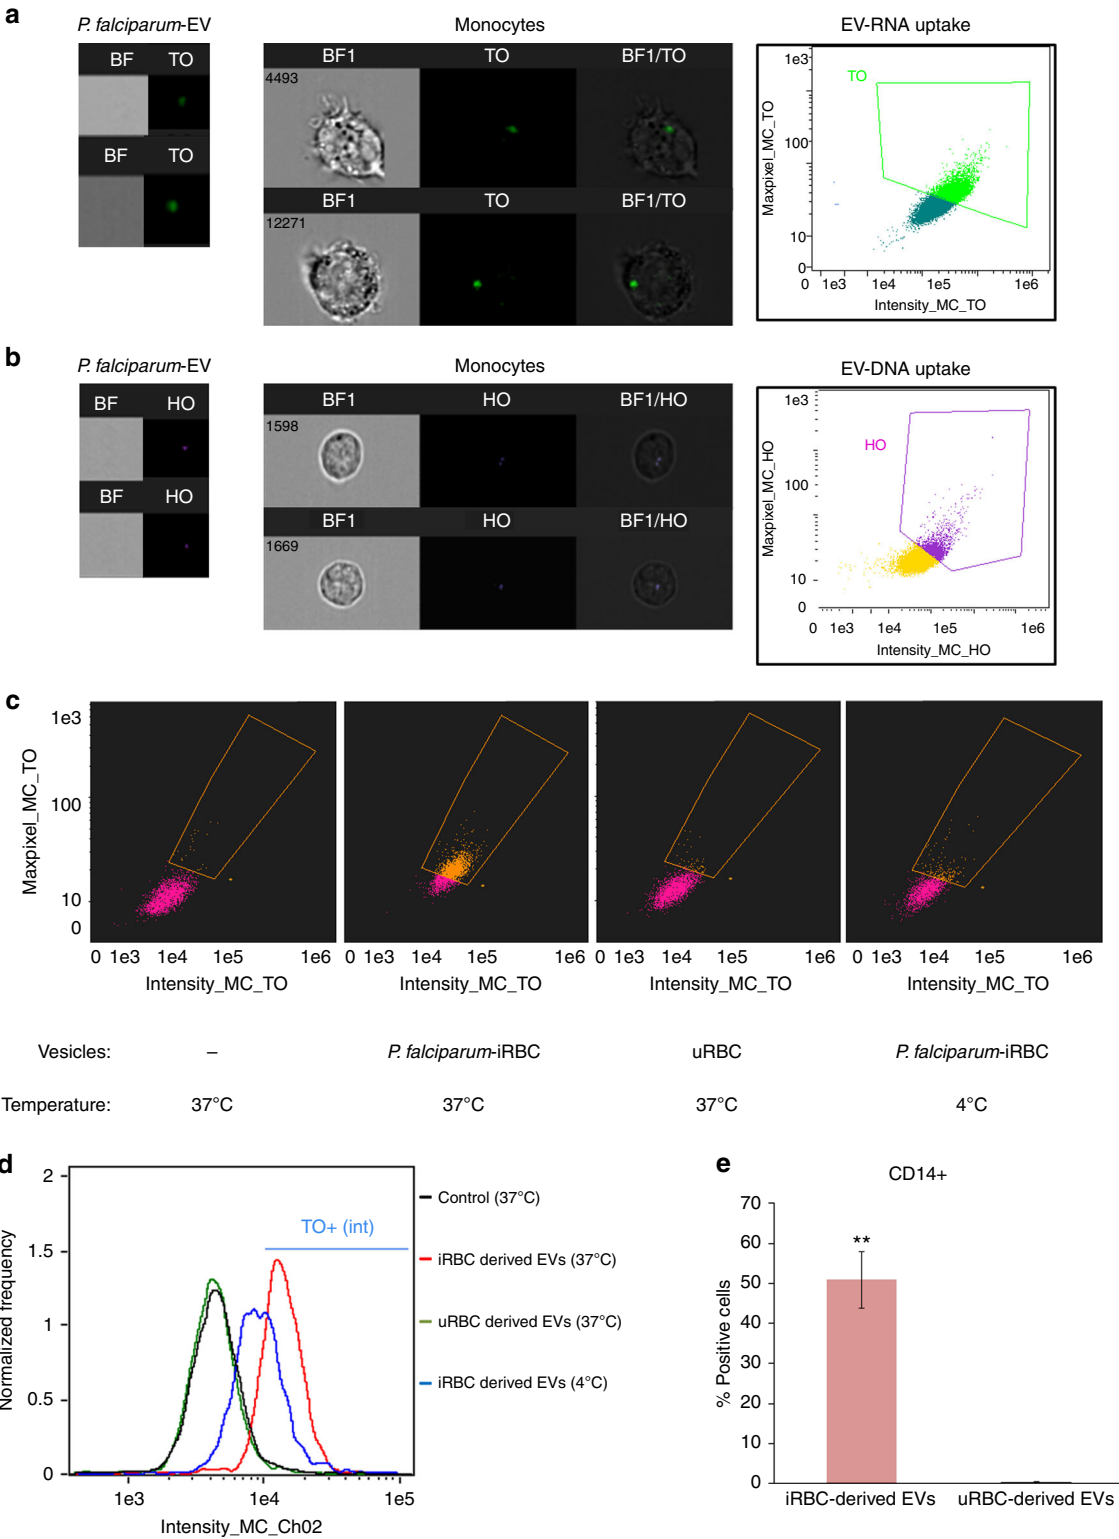 a
P. falciparum-EV
Monocytes
EV-RNA uptake
BF TO
BF TO
BF1 TO BF1/TO
4493
BF1 TO BF1/TO
12271
TO
1e3
100
10
0
Maxpixel_MC_TO
0 1e3 1e4 1e5 1e6
Intensity_MC_TO
b
P. falciparum-EV
Monocytes
EV-DNA uptake
BF HO
BF HO
BF1 HO BF1/HO
1598
BF1 HO BF1/HO
1669
HO
1e3
100
10
0
Maxpixel_MC_HO
0 1e3 1e4 1e5 1e6
Intensity_MC_HO
c
1e3
100
10
0
Maxpixel_MC_TO
0 1e3 1e4 1e5 1e6
0 1e3 1e4 1e5 1e6
0 1e3 1e4 1e5 1e6
0 1e3 1e4 1e5 1e6
Intensity_MC_TO
Intensity_MC_TO
Intensity_MC_TO
Intensity_MC_TO
Vesicles: – P. falciparum-iRBC uRBC P. falciparum-iRBC
Temperature: 37°C 37°C 37°C 4°C
d
2
1.5
1
0.5
0
Normalized frequency
TO+ (int)
1e3 1e4 1e5
Intensity_MC_Ch02
Control (37°C)
iRBC derived EVs (37°C)
uRBC derived EVs (37°C)
iRBC derived EVs (4°C)
e
CD14+
70
60
50
40
30
20
10
0
% Positive cells
**
iRBC-derived EVs uRBC-derived EVs